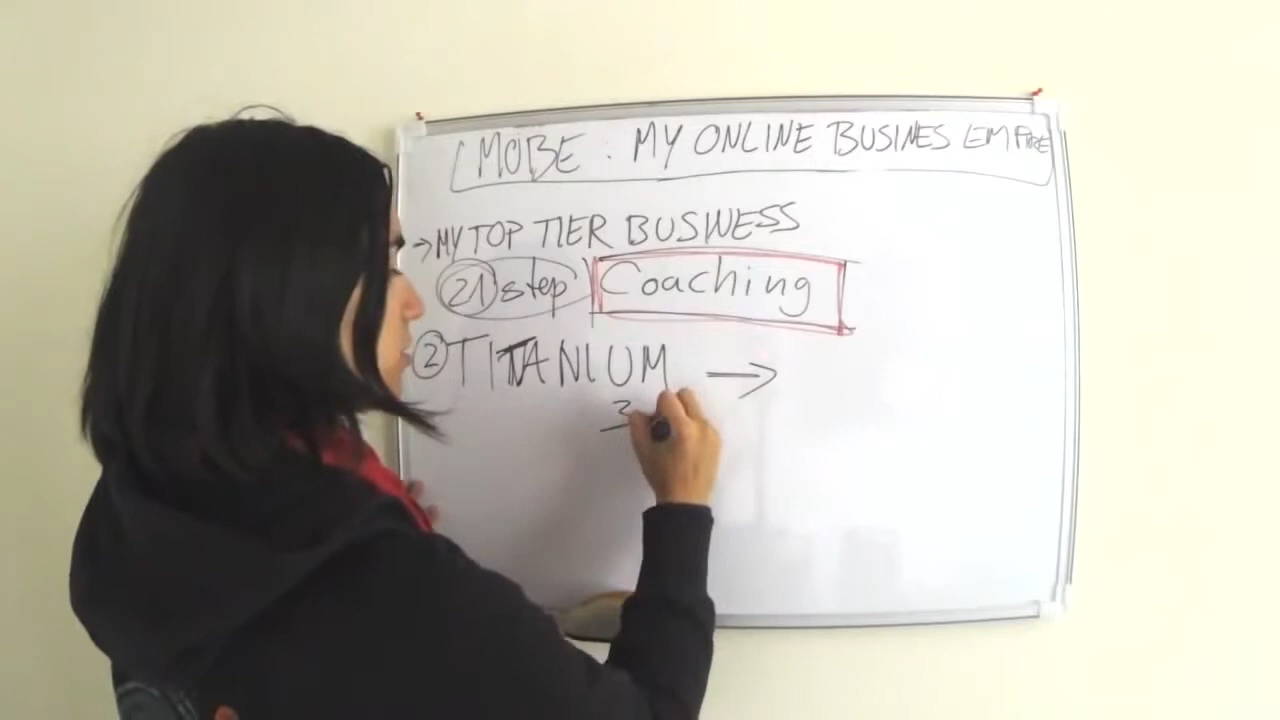 MOBE : MY ONLINE BUSINES EMPIRE
→MY TOP TIER BUSINESS
21 step Coaching
2 TITANIUM →
3